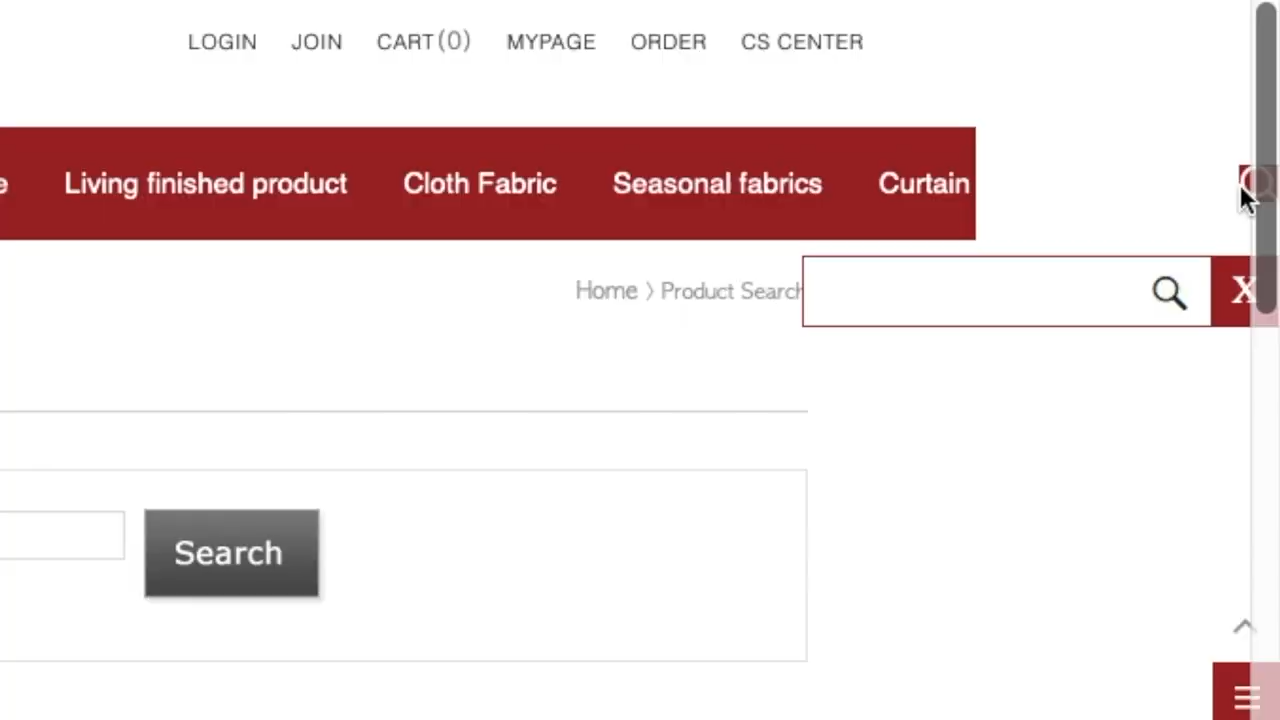 LOGIN JOIN CART(0) MYPAGE ORDER CS CENTER
e Living finished product Cloth Fabric Seasonal fabrics Curtain
Home 〉 Product Search
X
Search